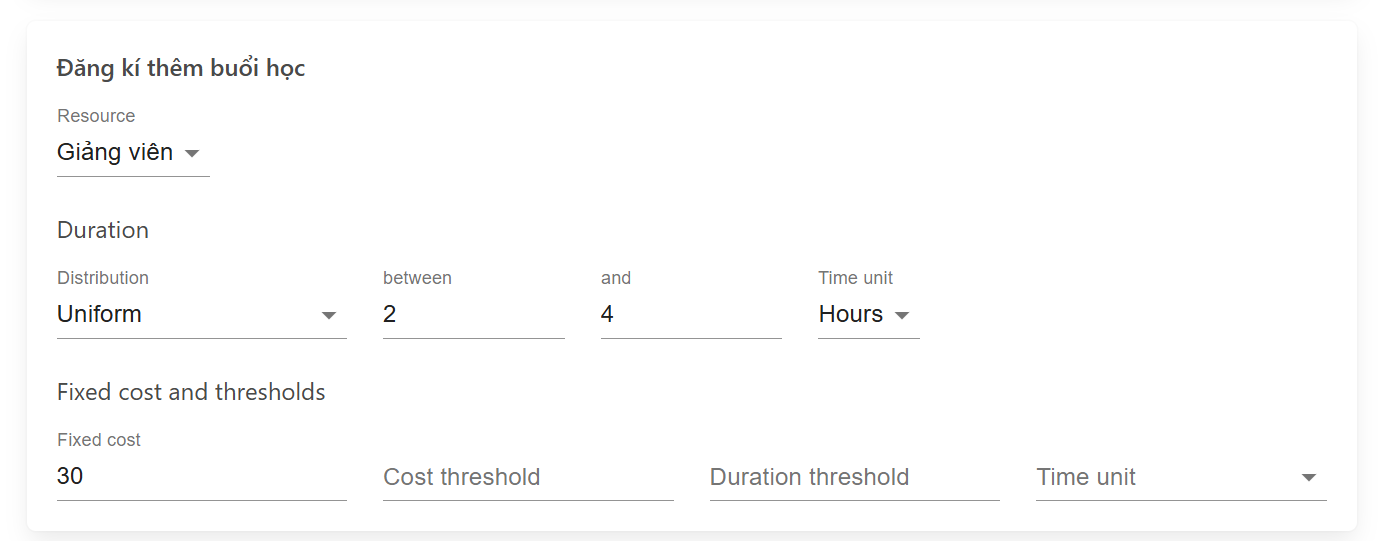 Đăng kí thêm buổi học
Resource
Giảng viên
Duration
Distribution between and Time unit
Uniform 2 4 Hours
Fixed cost and thresholds
Fixed cost
30 Cost threshold Duration threshold Time unit